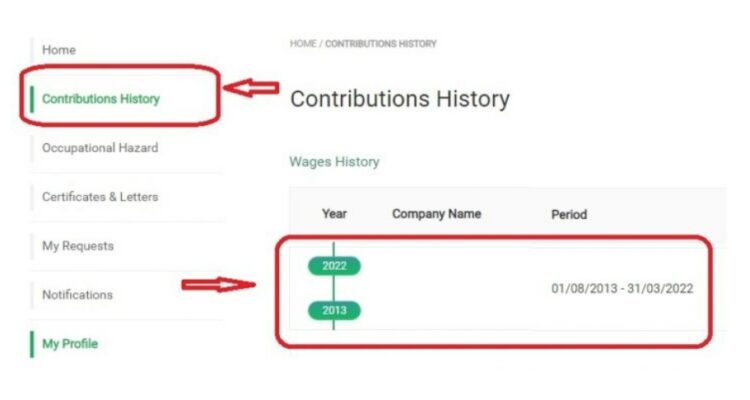 Home
Contributions History
Occupational Hazard
Certificates & Letters
My Requests
Notifications
My Profile
HOME / CONTRIBUTIONS HISTORY
Contributions History
Wages History
Year Company Name Period
2022
01/08/2013 - 31/03/2022
2013